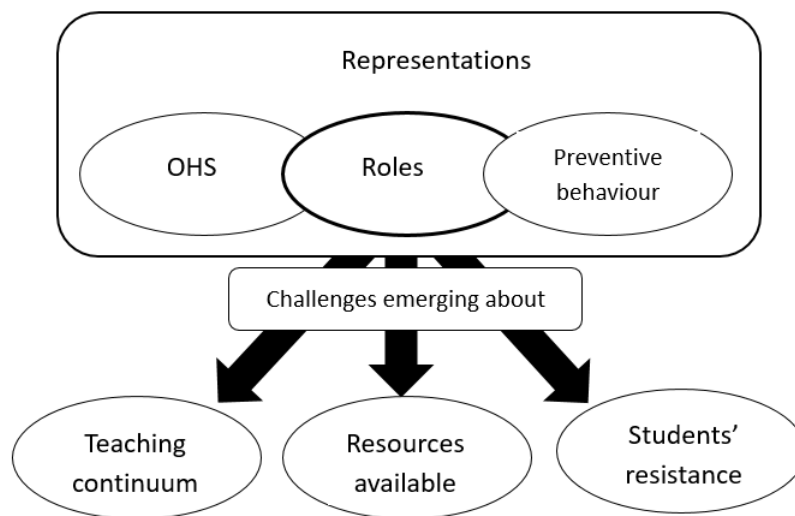 Representations
OHS
Roles
Preventive
behaviour
Challenges emerging about
Teaching
continuum
Resources
available
Students’
resistance